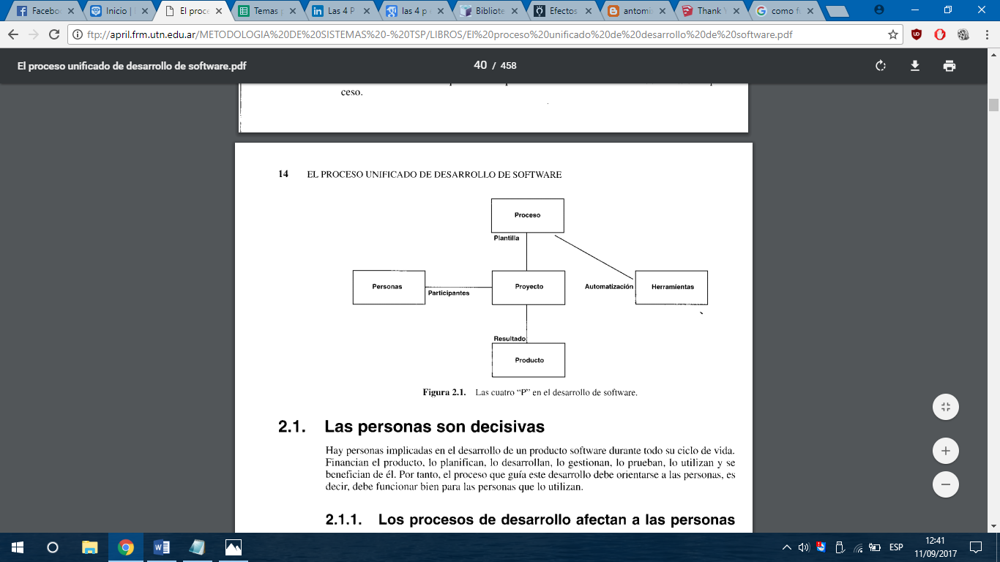 Facebo
Inicio |
El proce
Temas
Las 4 P
las 4 p
Bibliote
Efectos
antomi
Thank
como f
ftp://april.frm.utn.edu.ar/METODOLOGIA%20DE%20SISTEMAS%20-%20TSP/LIBROS/El%20proceso%20unificado%20de%20desarrollo%20de%20software.pdf
El proceso unificado de desarrollo de software.pdf
40 / 458
ceso.
14 EL PROCESO UNIFICADO DE DESARROLLO DE SOFTWARE
Proceso
Plantilla
Personas
Participantes
Proyecto
Automatización
Herramientas
Resultado
Producto
Figura 2.1. Las cuatro “P” en el desarrollo de software.
2.1. Las personas son decisivas
Hay personas implicadas en el desarrollo de un producto software durante todo su ciclo de vida.
Financian el producto, lo planifican, lo desarrollan, lo gestionan, lo prueban, lo utilizan y se
benefician de él. Por tanto, el proceso que guía este desarrollo debe orientarse a las personas, es
decir, debe funcionar bien para las personas que lo utilizan.
2.1.1. Los procesos de desarrollo afectan a las personas
ESP
12:41
11/09/2017